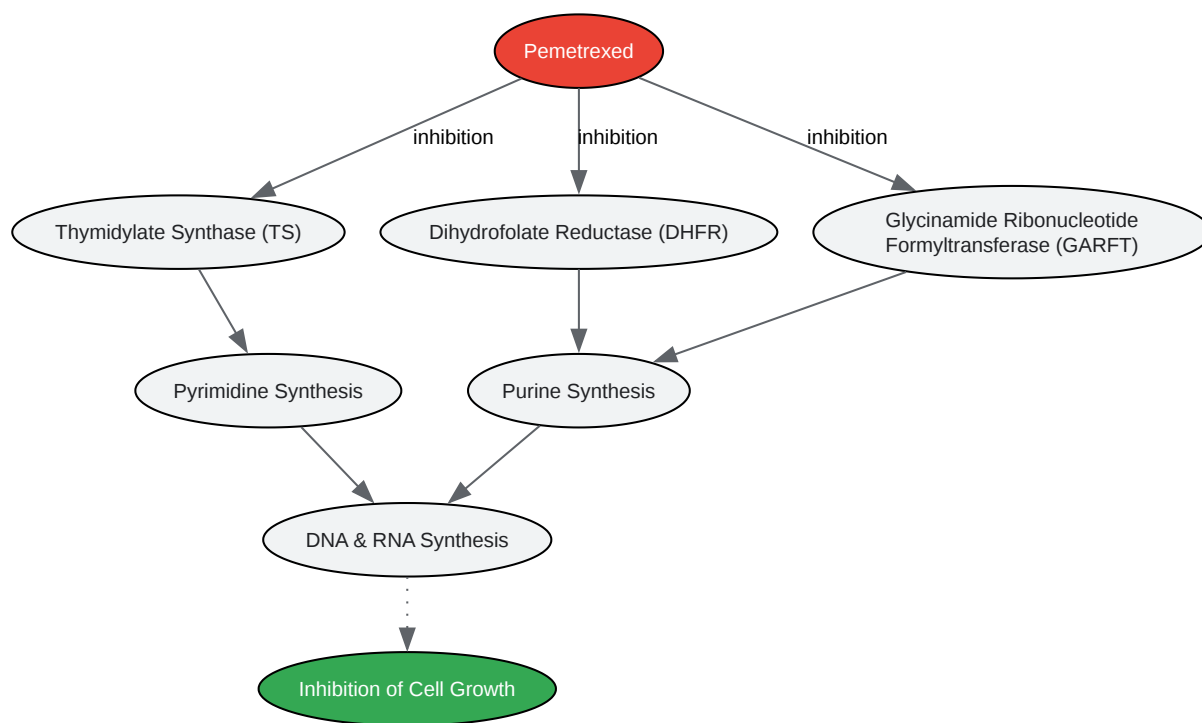 Pemetrexed
inhibition
inhibition
inhibition
Thymidylate Synthase (TS)
Dihydrofolate Reductase (DHFR)
Glycinamide Ribonucleotide
Formyltransferase (GARFT)
Pyrimidine Synthesis
Purine Synthesis
DNA & RNA Synthesis
Inhibition of Cell Growth